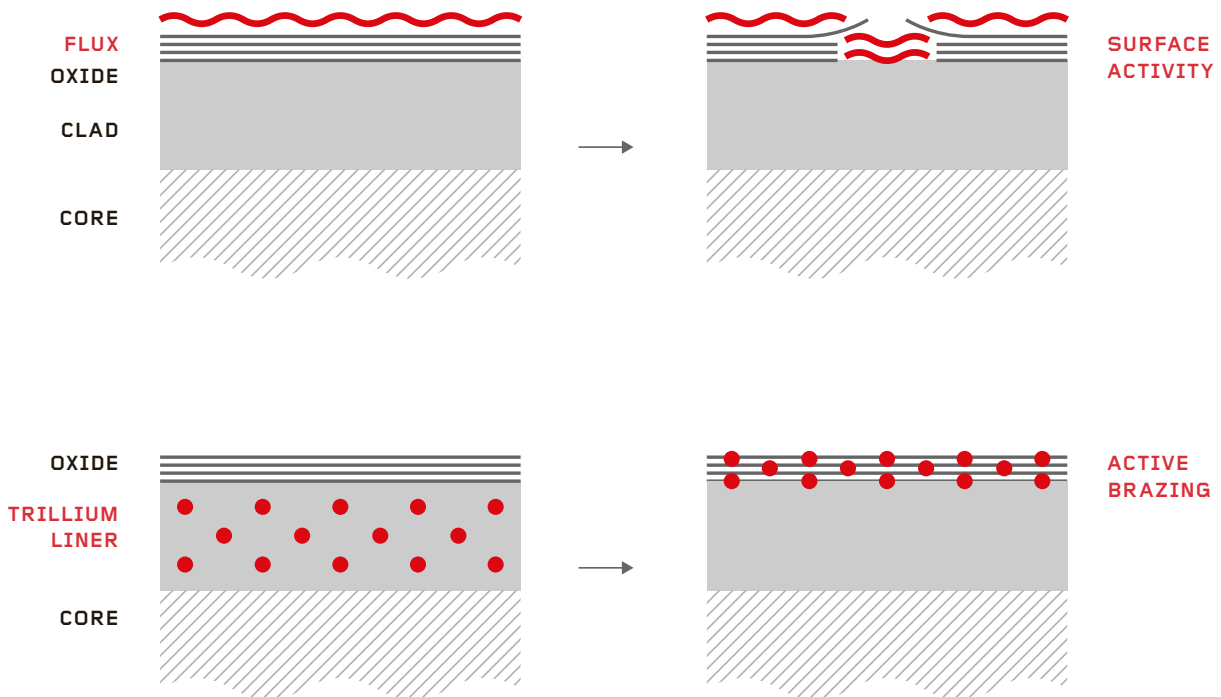 FLUX
OXIDE
CLAD
CORE
SURFACE
ACTIVITY
OXIDE
TRILLIUM
LINER
CORE
ACTIVE
BRAZING